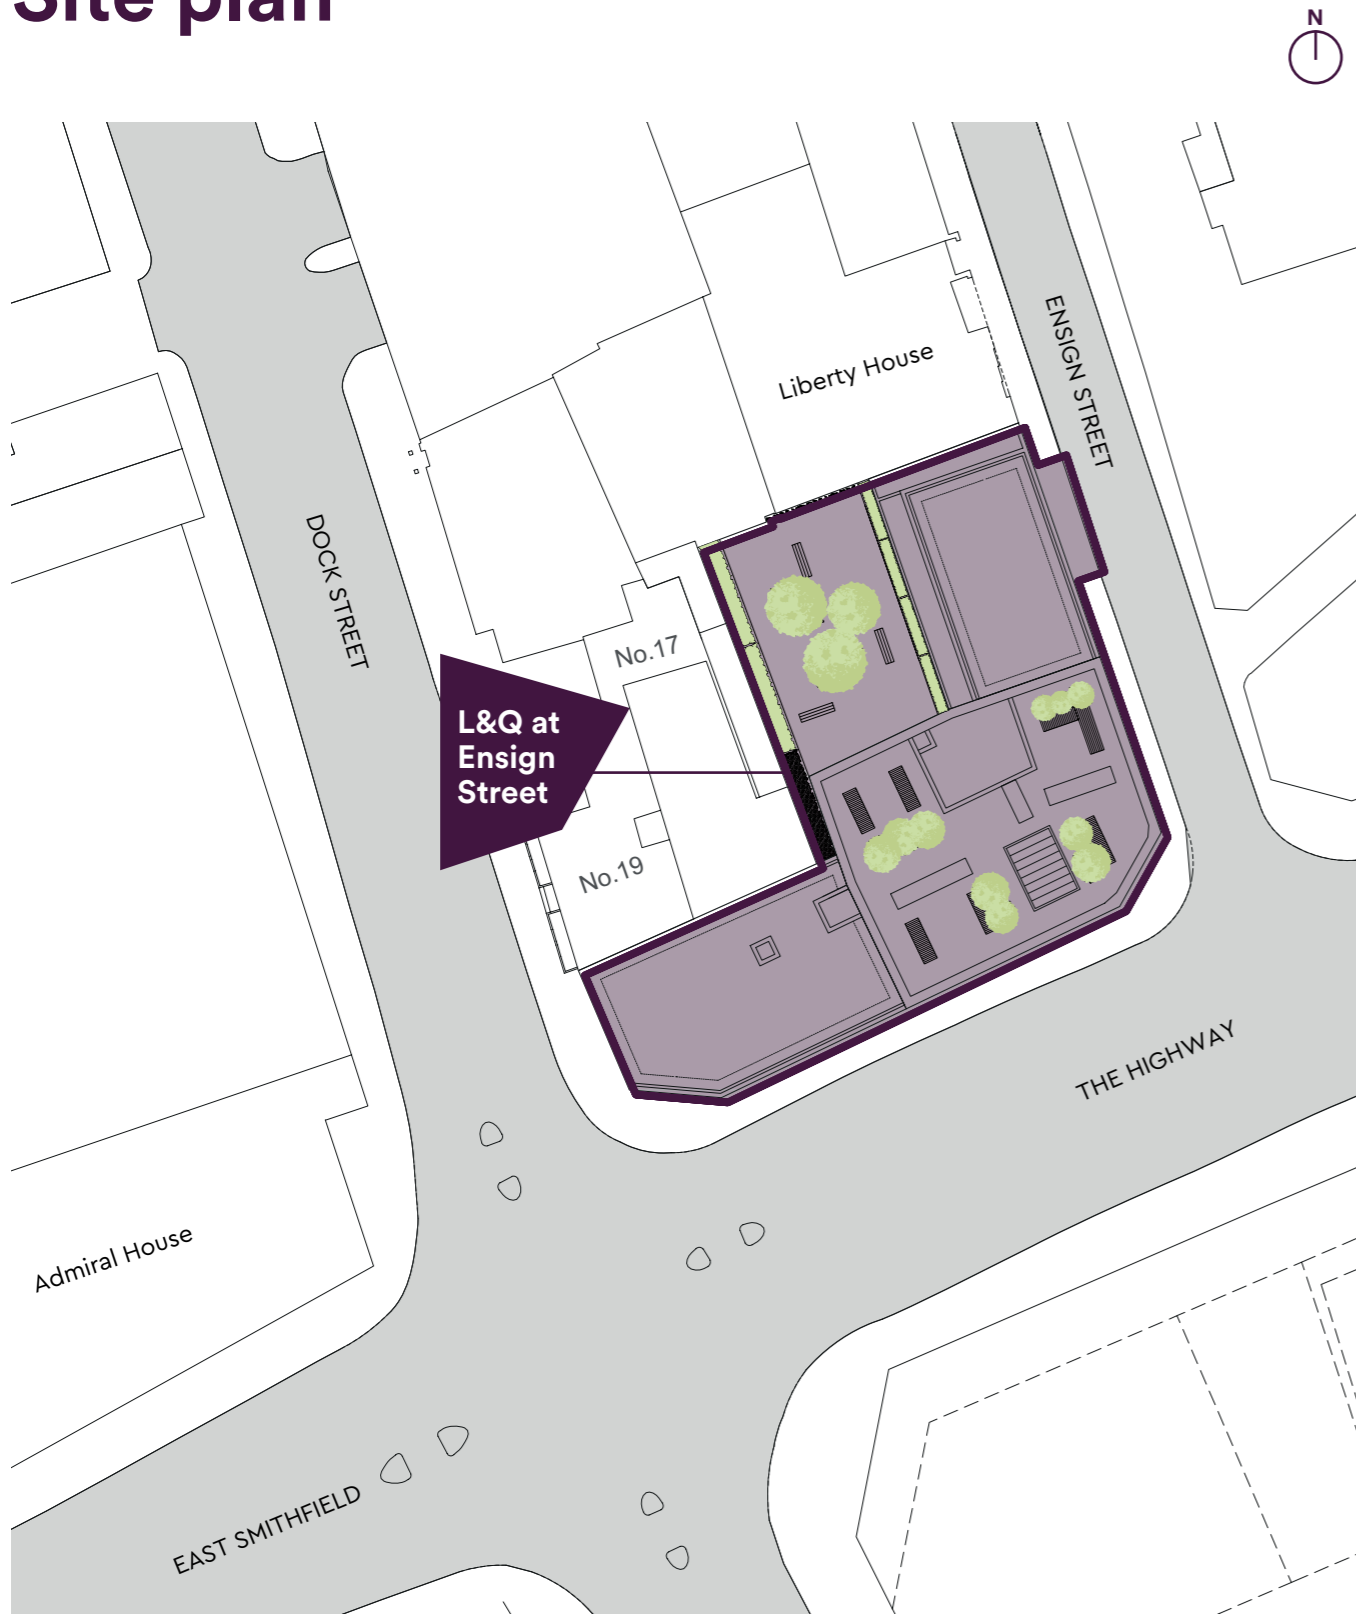 Site plan
N
Liberty House
ENSIGN STREET
DOCK STREET
No.17
L&Q at
Ensign
Street
No.19
THE HIGHWAY
Admiral House
EAST SMITHFIELD